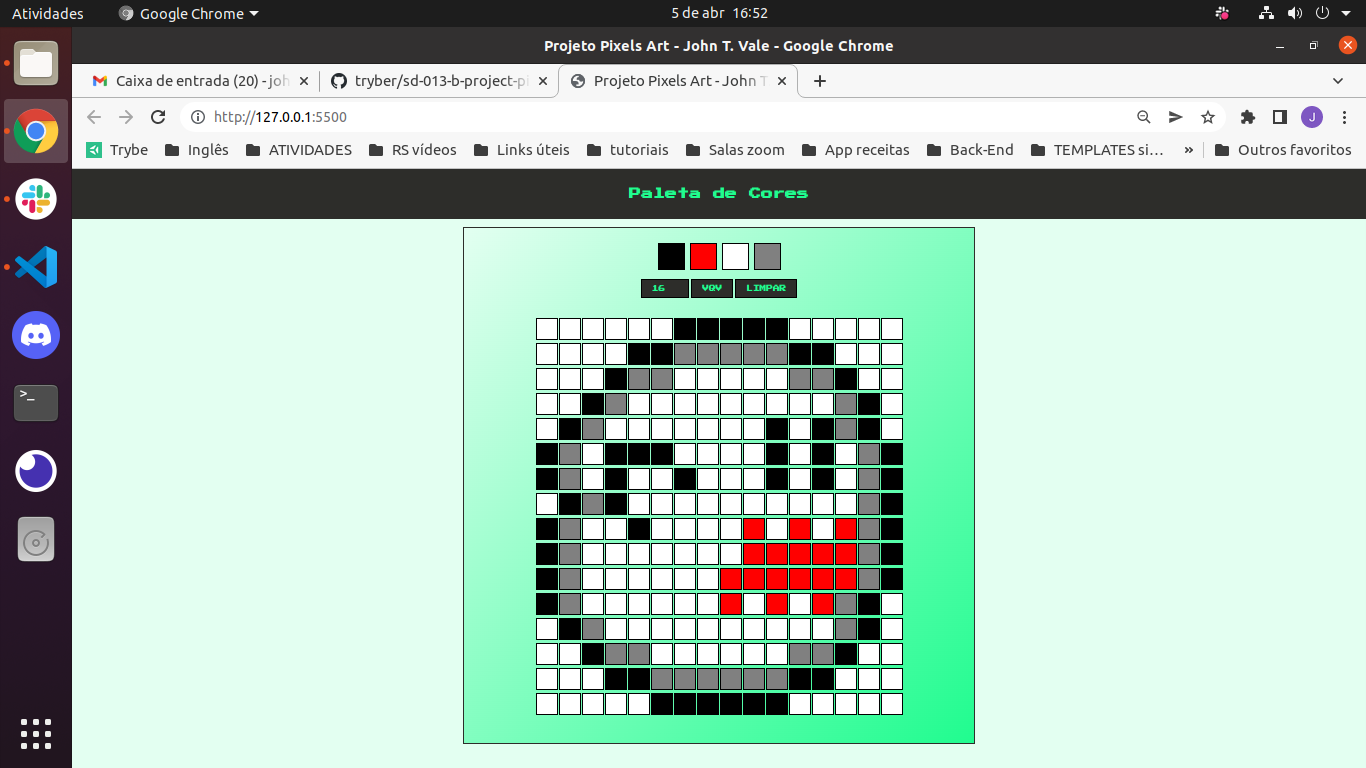 Atividades Google Chrome 5 de abr 16:52
Projeto Pixels Art - John T. Vale - Google Chrome
Caixa de entrada (20) - joh tryber/sd-013-b-project-pi Projeto Pixels Art - John T.
http://127.0.0.1:5500 J
Trybe Inglês ATIVIDADES RS vídeos Links úteis tutoriais Salas zoom App receitas Back-End TEMPLATES si... » Outros favoritos
Paleta de Cores
16 VQV LIMPAR
>_